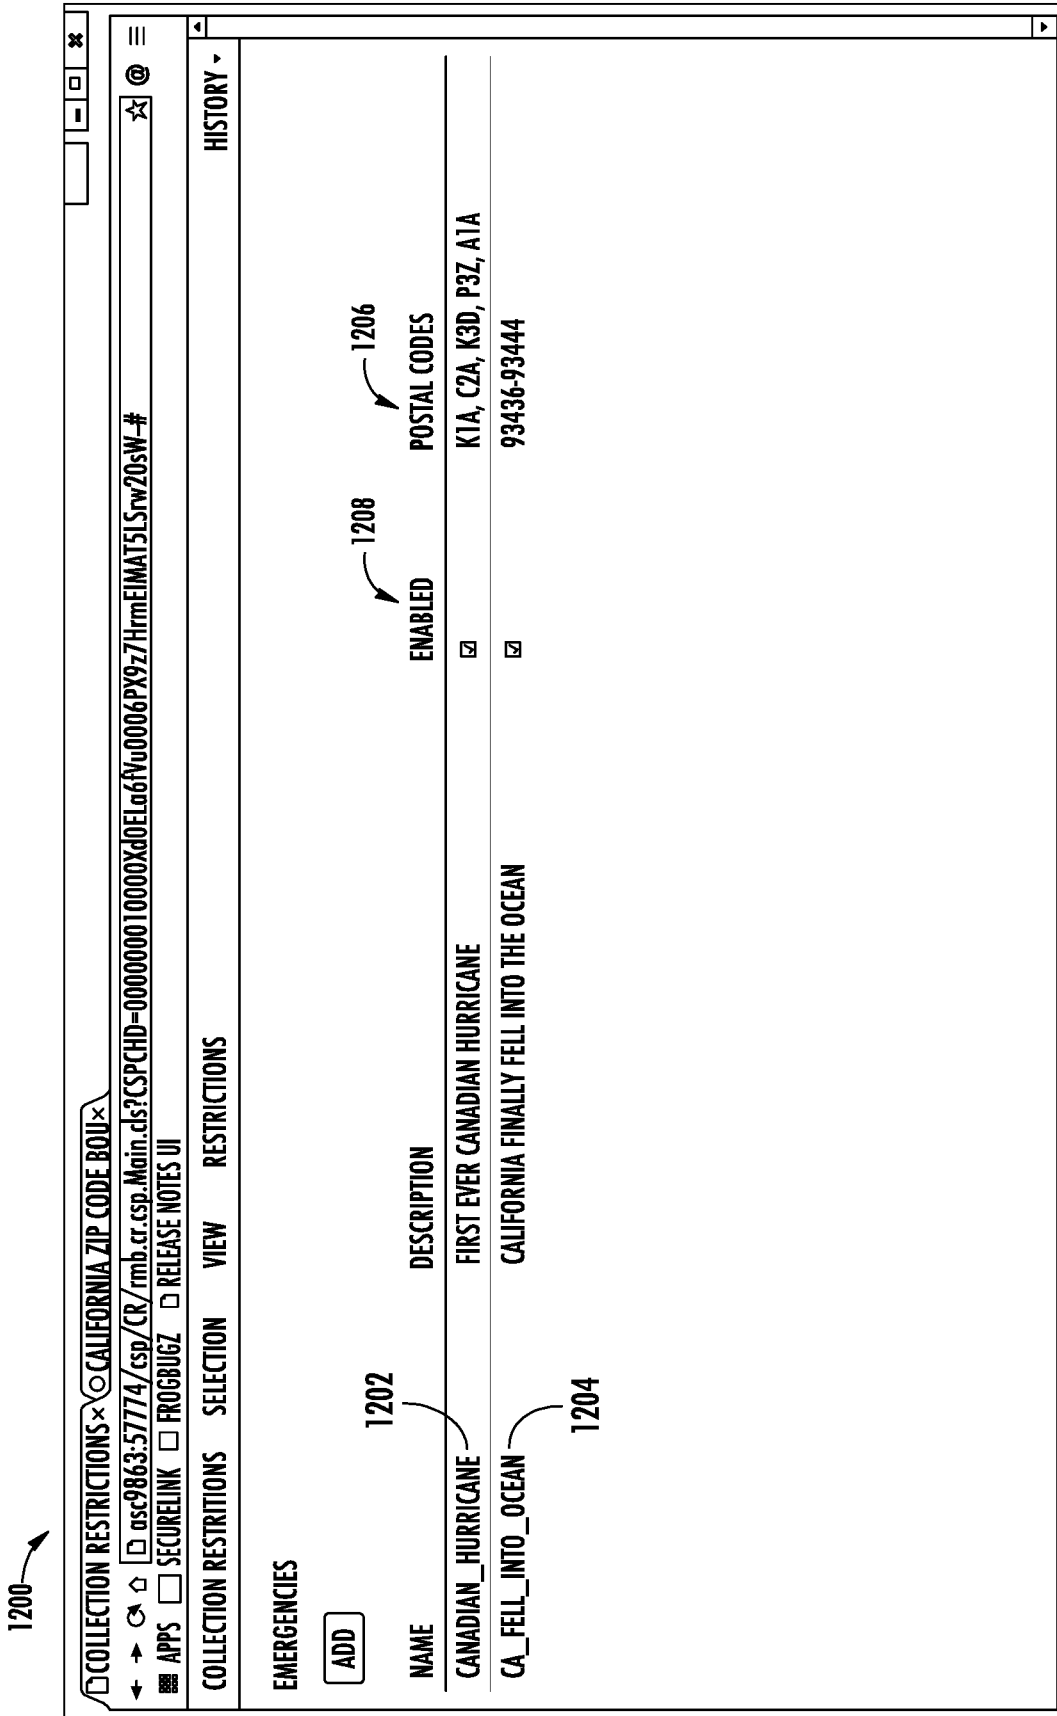 1200
COLLECTION RESTRICTIONS× CALIFORNIA ZIP CODE BOU×
asc9863:57774/csp/CR/rmb.cr.csp.Main.cls?CSPCHD=0000000010000Xd0ELa6fVu0006PX9z7HrmEIMAT5LSrw20sW-#
APPS SECURELINK FROGBUGZ RELEASE NOTES UI
COLLECTION RESTRITIONS SELECTION VIEW RESTRICTIONS HISTORY
EMERGENCIES
ADD
1202 1208 1206
NAME DESCRIPTION ENABLED POSTAL CODES
CANADIAN_HURRICANE FIRST EVER CANADIAN HURRICANE K1A, C2A, K3D, P3Z, A1A
CA_FELL_INTO_OCEAN CALIFORNIA FINALLY FELL INTO THE OCEAN 93436-93444
1204